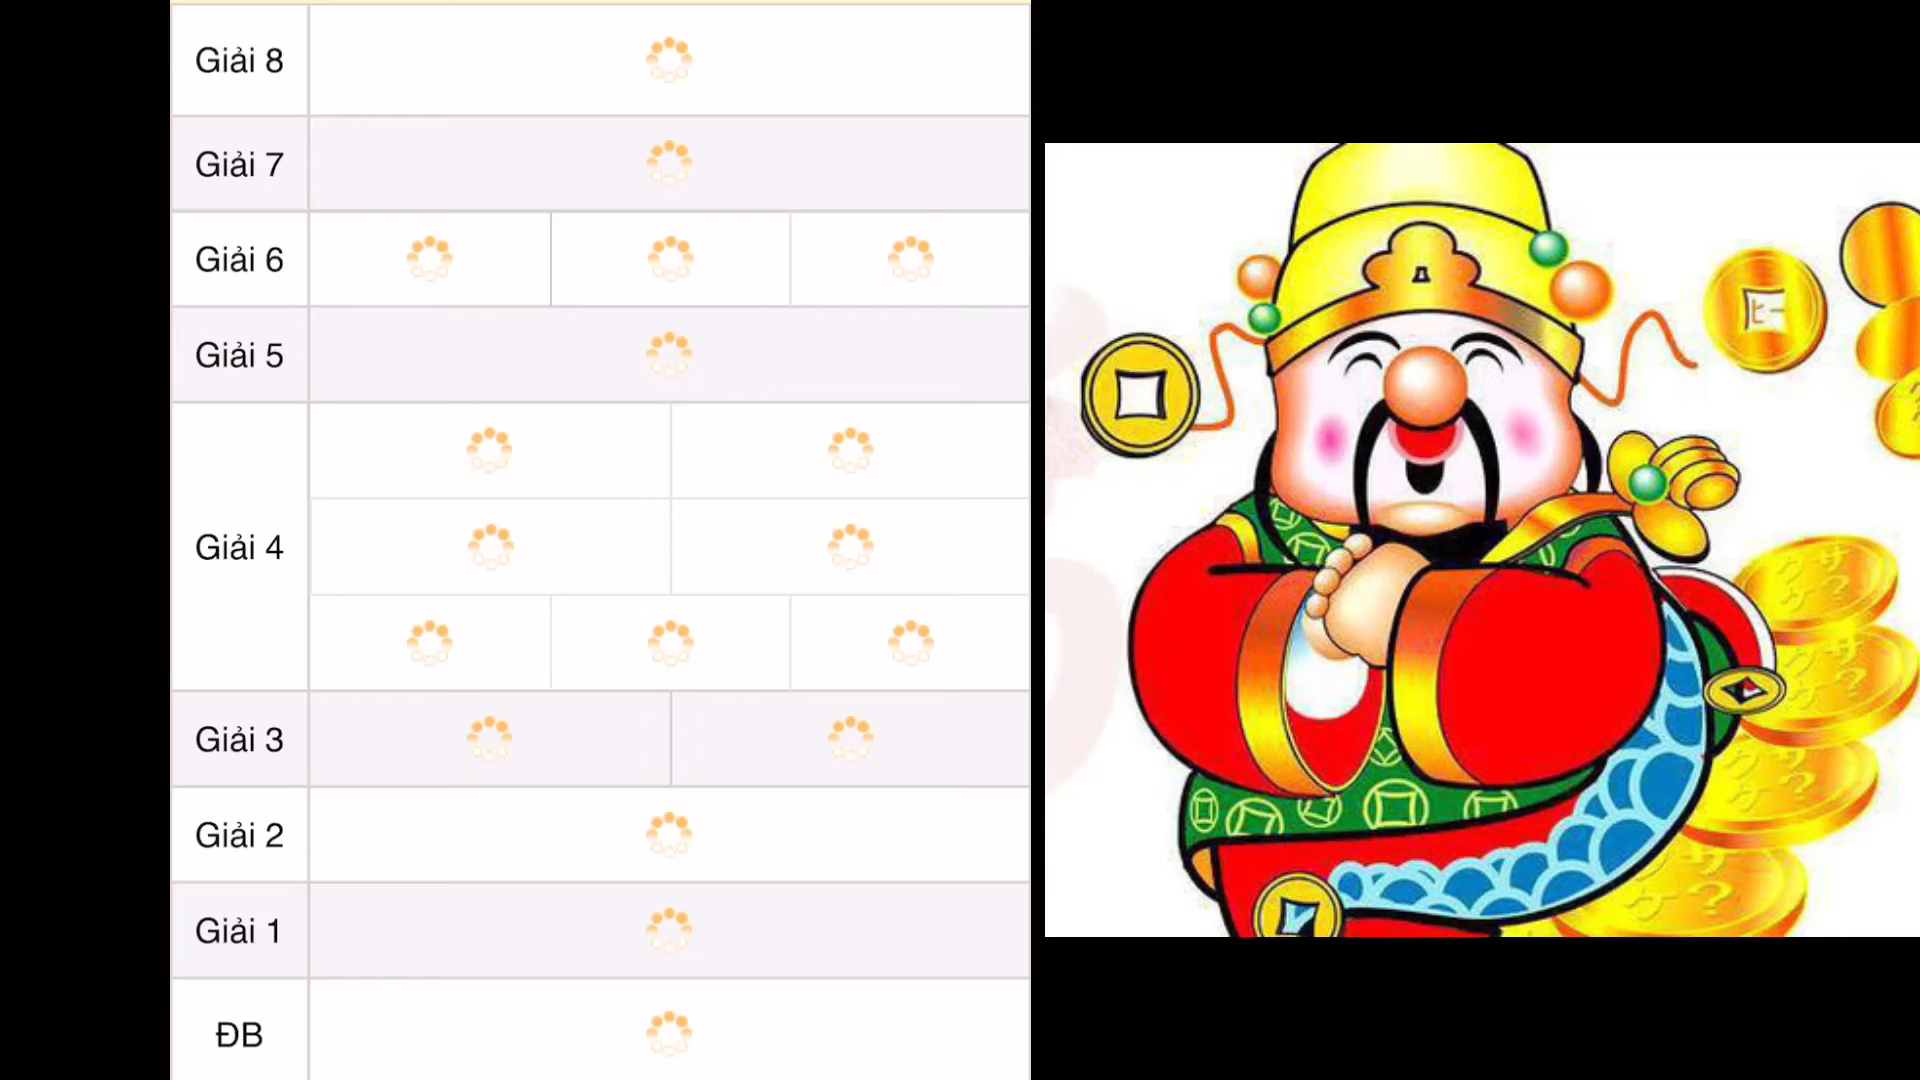 Giải 8
Giải 7
Giải 6
Giải 5
Giải 4
Giải 3
Giải 2
Giải 1
ĐB